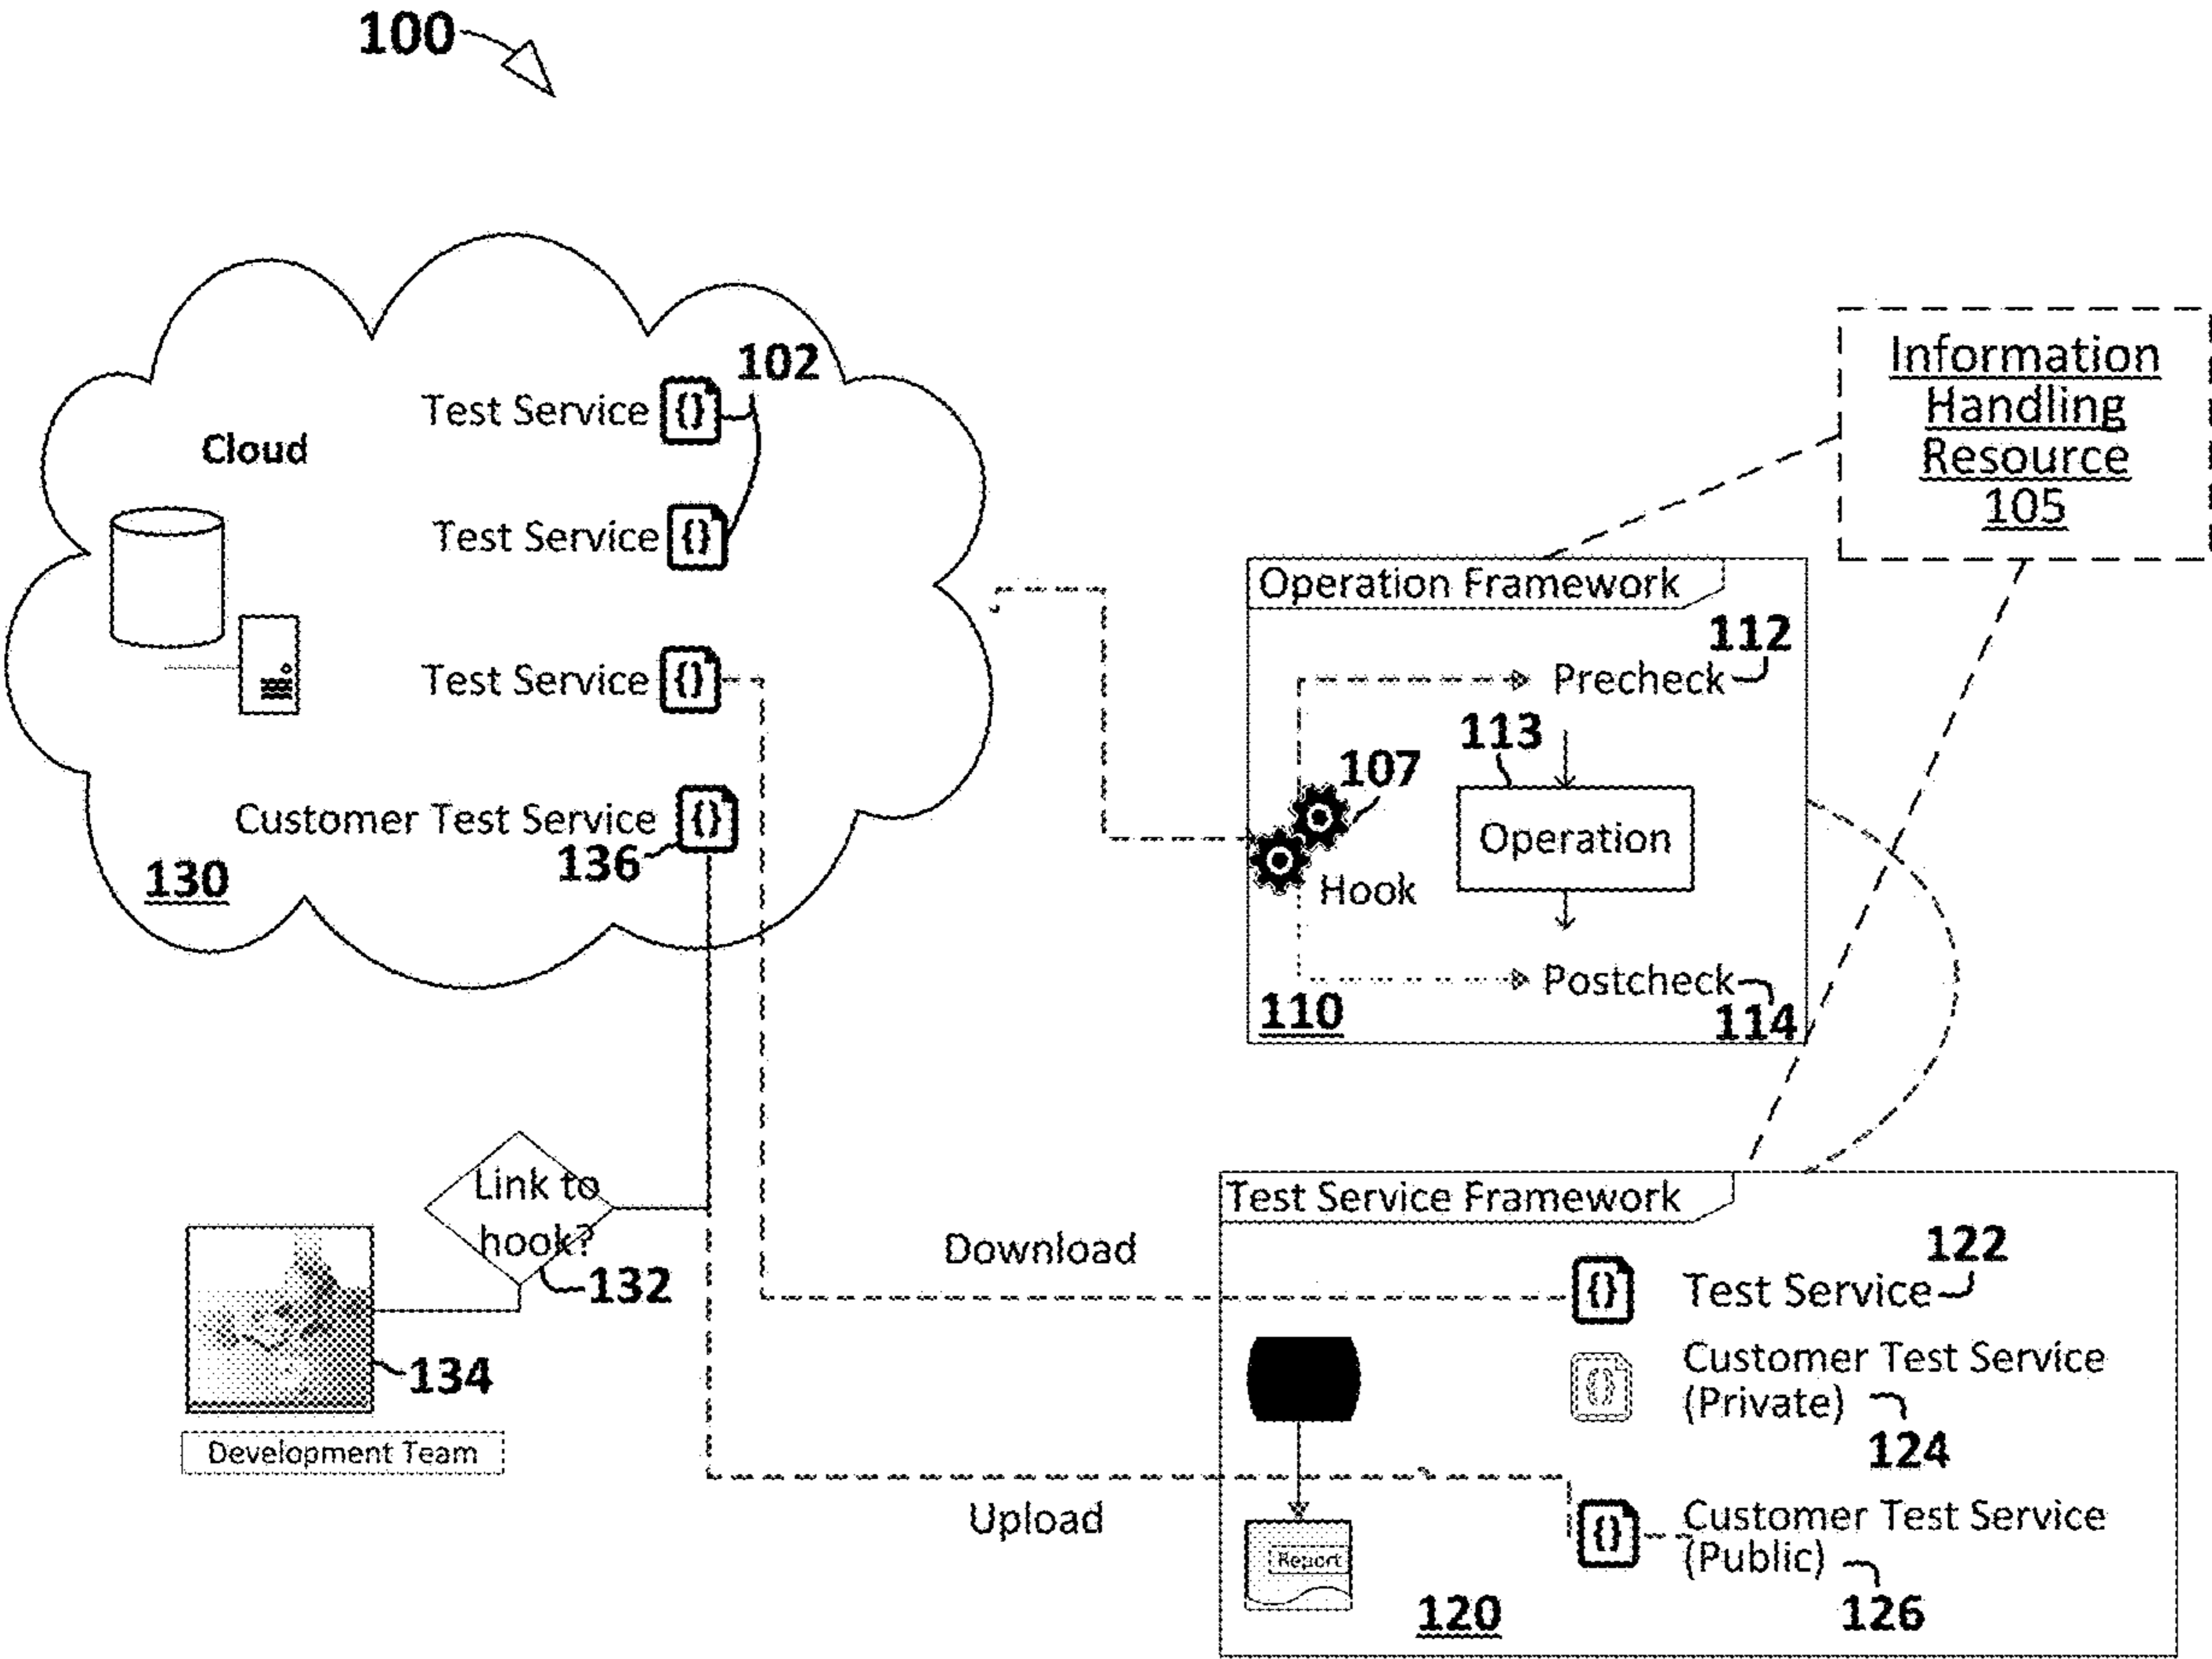 100
102
Test Service {}
Cloud
Test Service {}
Test Service {}
Customer Test Service {}
136
130
Information
Handling
Resource
105
Operation Framework
112
Precheck
113
107
Operation
Hook
Postcheck
110
114
Link to
hook?
132
134
Development Team
Download
Upload
Test Service Framework
122
{} Test Service
{} Customer Test Service
(Private)
124
{} Customer Test Service
(Public)
126
Report
120